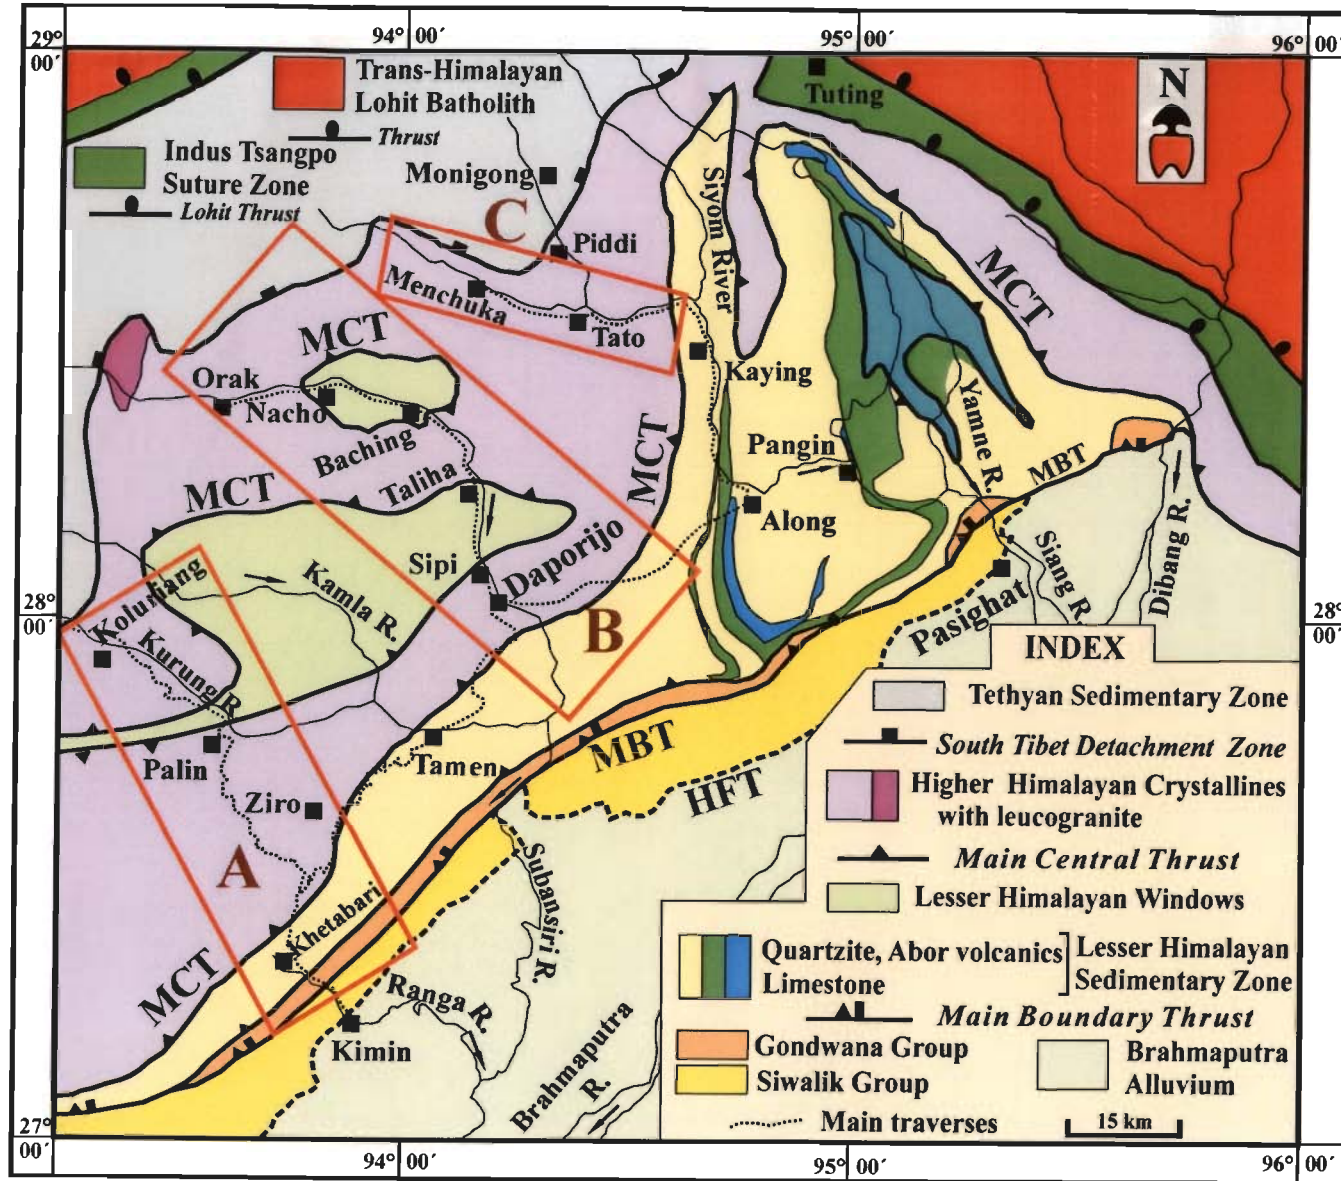 94° 00′
95° 00′
96° 00′
29° 00′
Trans-Himalayan
Lohit Batholith
Thrust
Indus Tsangpo
Suture Zone
Lohit Thrust
Tuting
N
Monigong
C
Piddi
Siyom River
Menchuka
Tato
MCT
MCT
Orak
Nacho
Kaying
Baching
Yamne R.
Pangin
MCT
MBT
MCT
Taliha
Along
Sipi
Daporijo
Siang R.
Dibang R.
Koluriang
Kamla R.
28° 00′
28° 00′
B
Pasighat
Kurung R
INDEX
Tethyan Sedimentary Zone
South Tibet Detachment Zone
Higher Himalayan Crystallines
with leucogranite
Main Central Thrust
Lesser Himalayan Windows
Quartzite, Abor volcanics
Limestone
Lesser Himalayan
Sedimentary Zone
Main Boundary Thrust
Gondwana Group
Siwalik Group
Brahmaputra
Alluvium
Main traverses
15 km
Palin
Tamen
MBT
HFT
Ziro
A
Subansiri R.
Khetabari
MCT
Ranga R.
Kimin
Brahmaputra
R.
27° 00′
94° 00′
95° 00′
96° 00′